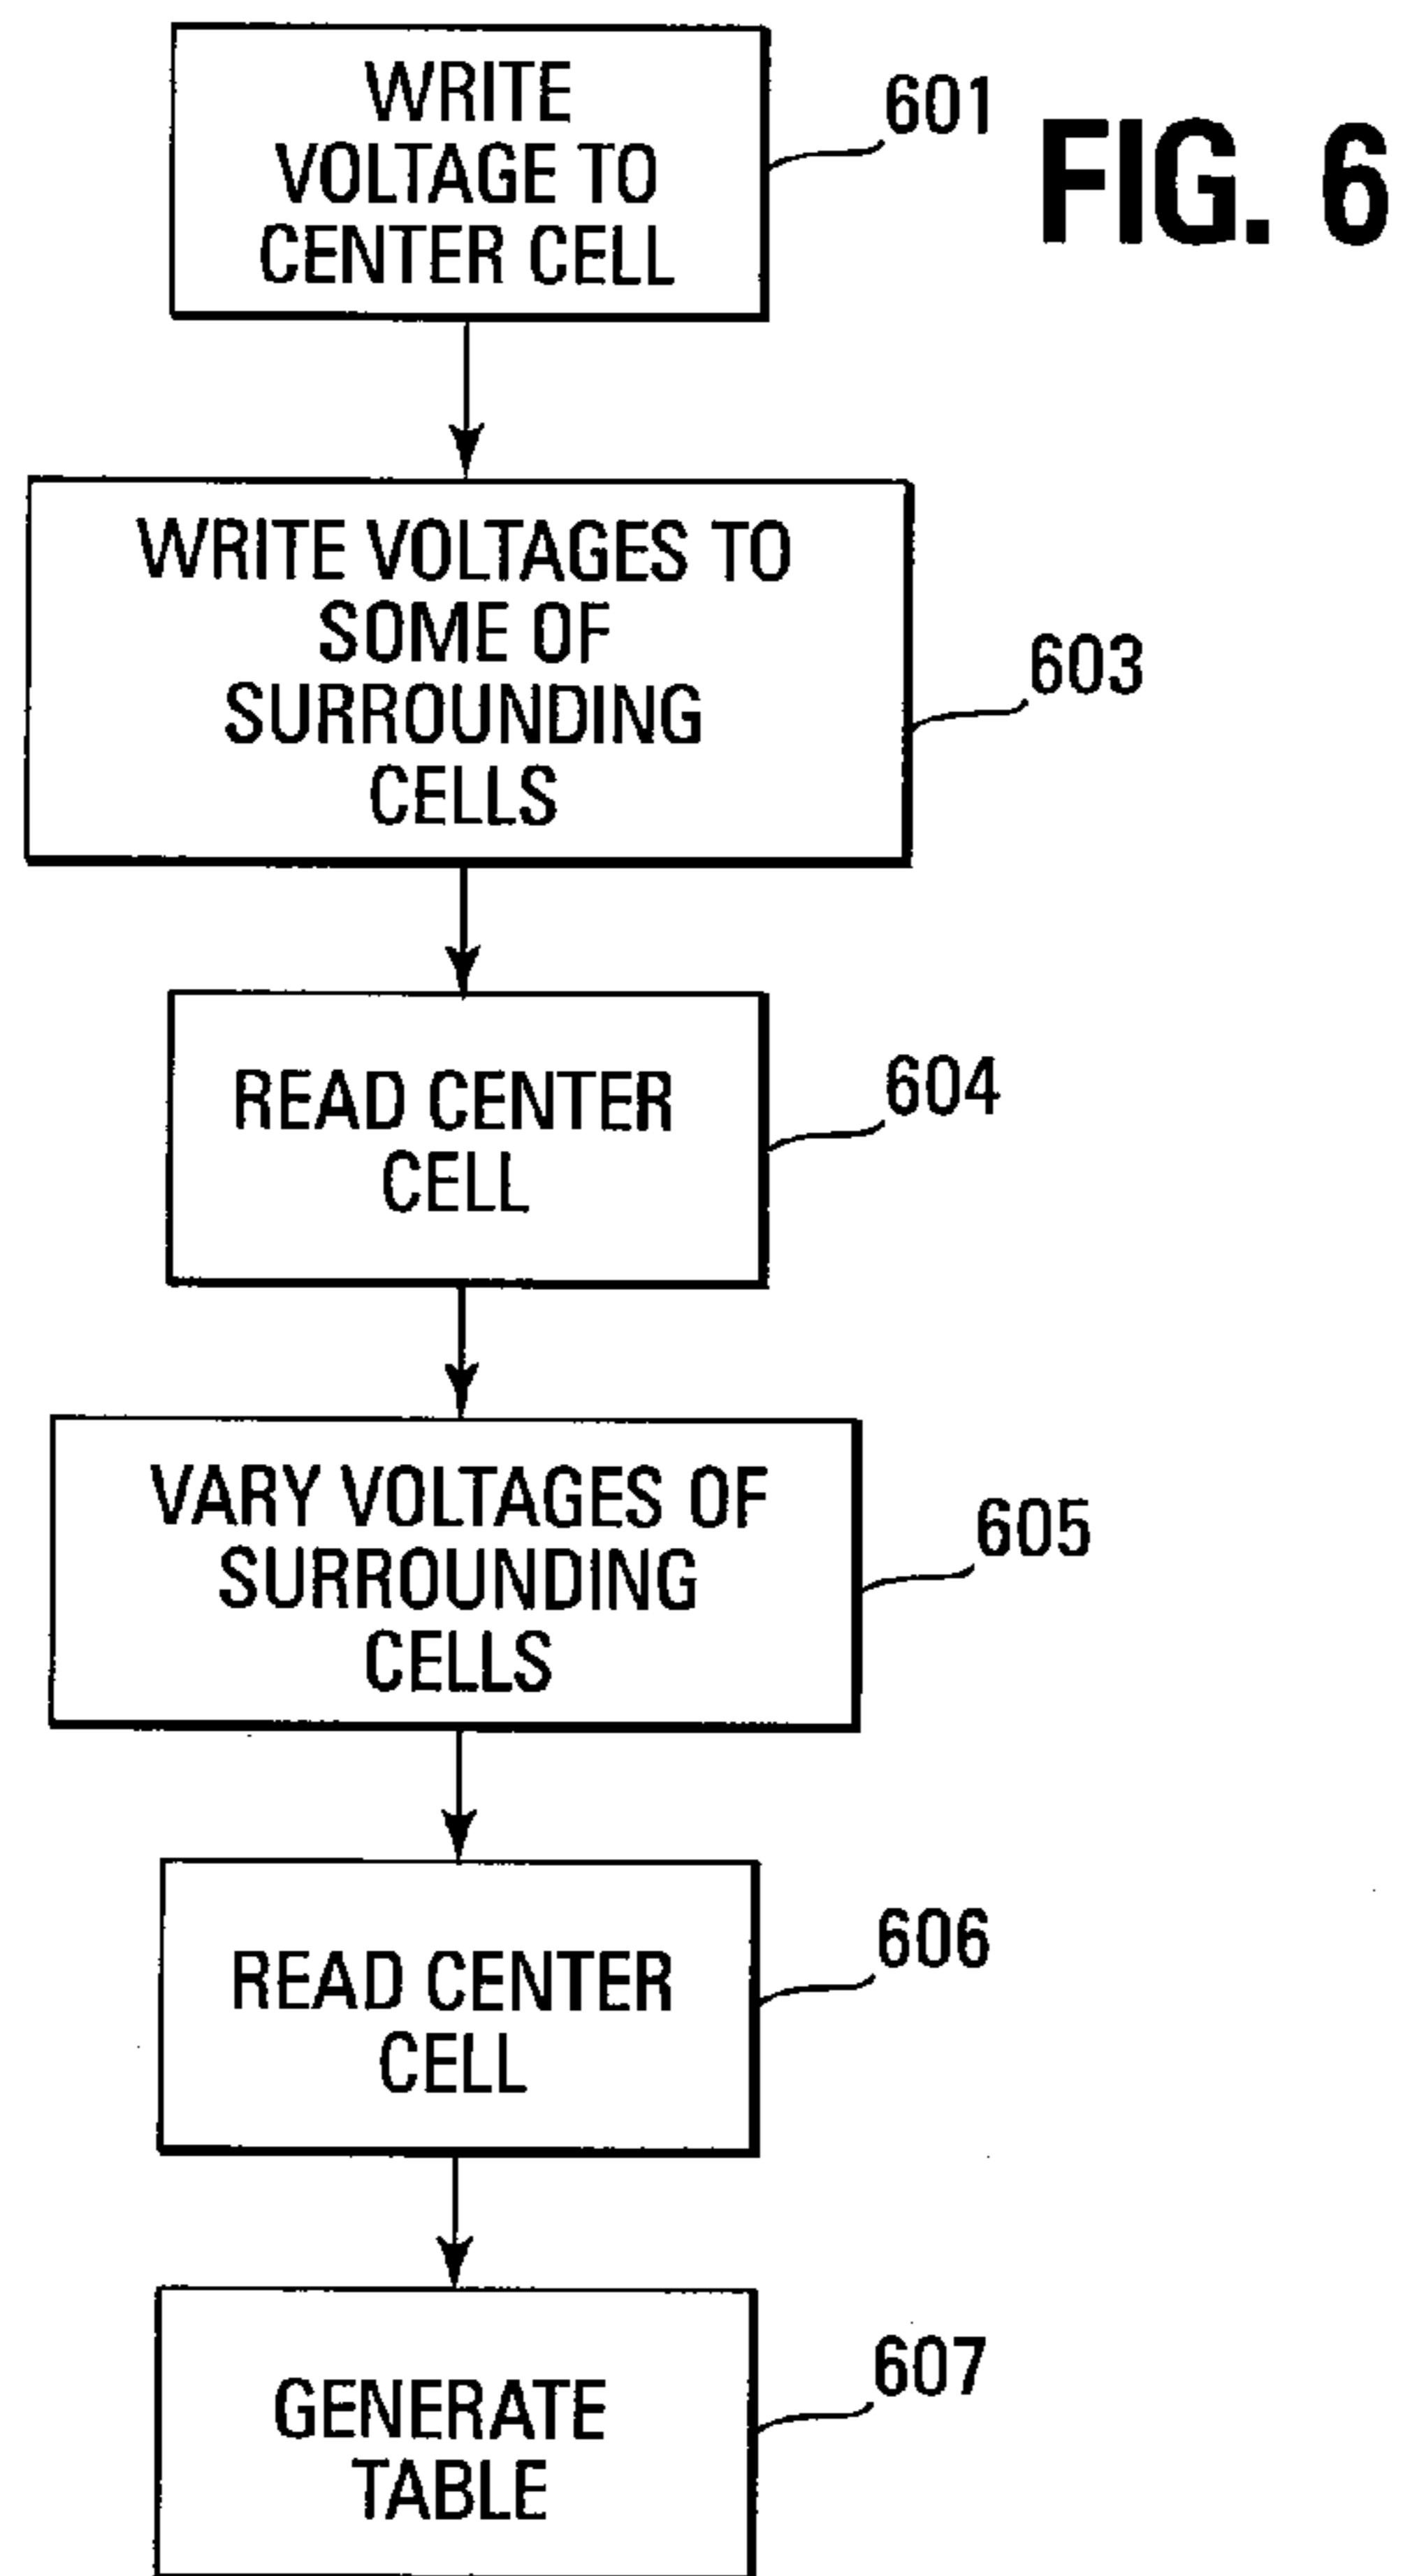 WRITE
VOLTAGE TO
CENTER CELL
601
FIG. 6
WRITE VOLTAGES TO
SOME OF
SURROUNDING
CELLS
603
READ CENTER
CELL
604
VARY VOLTAGES OF
SURROUNDING
CELLS
605
READ CENTER
CELL
606
GENERATE
TABLE
607